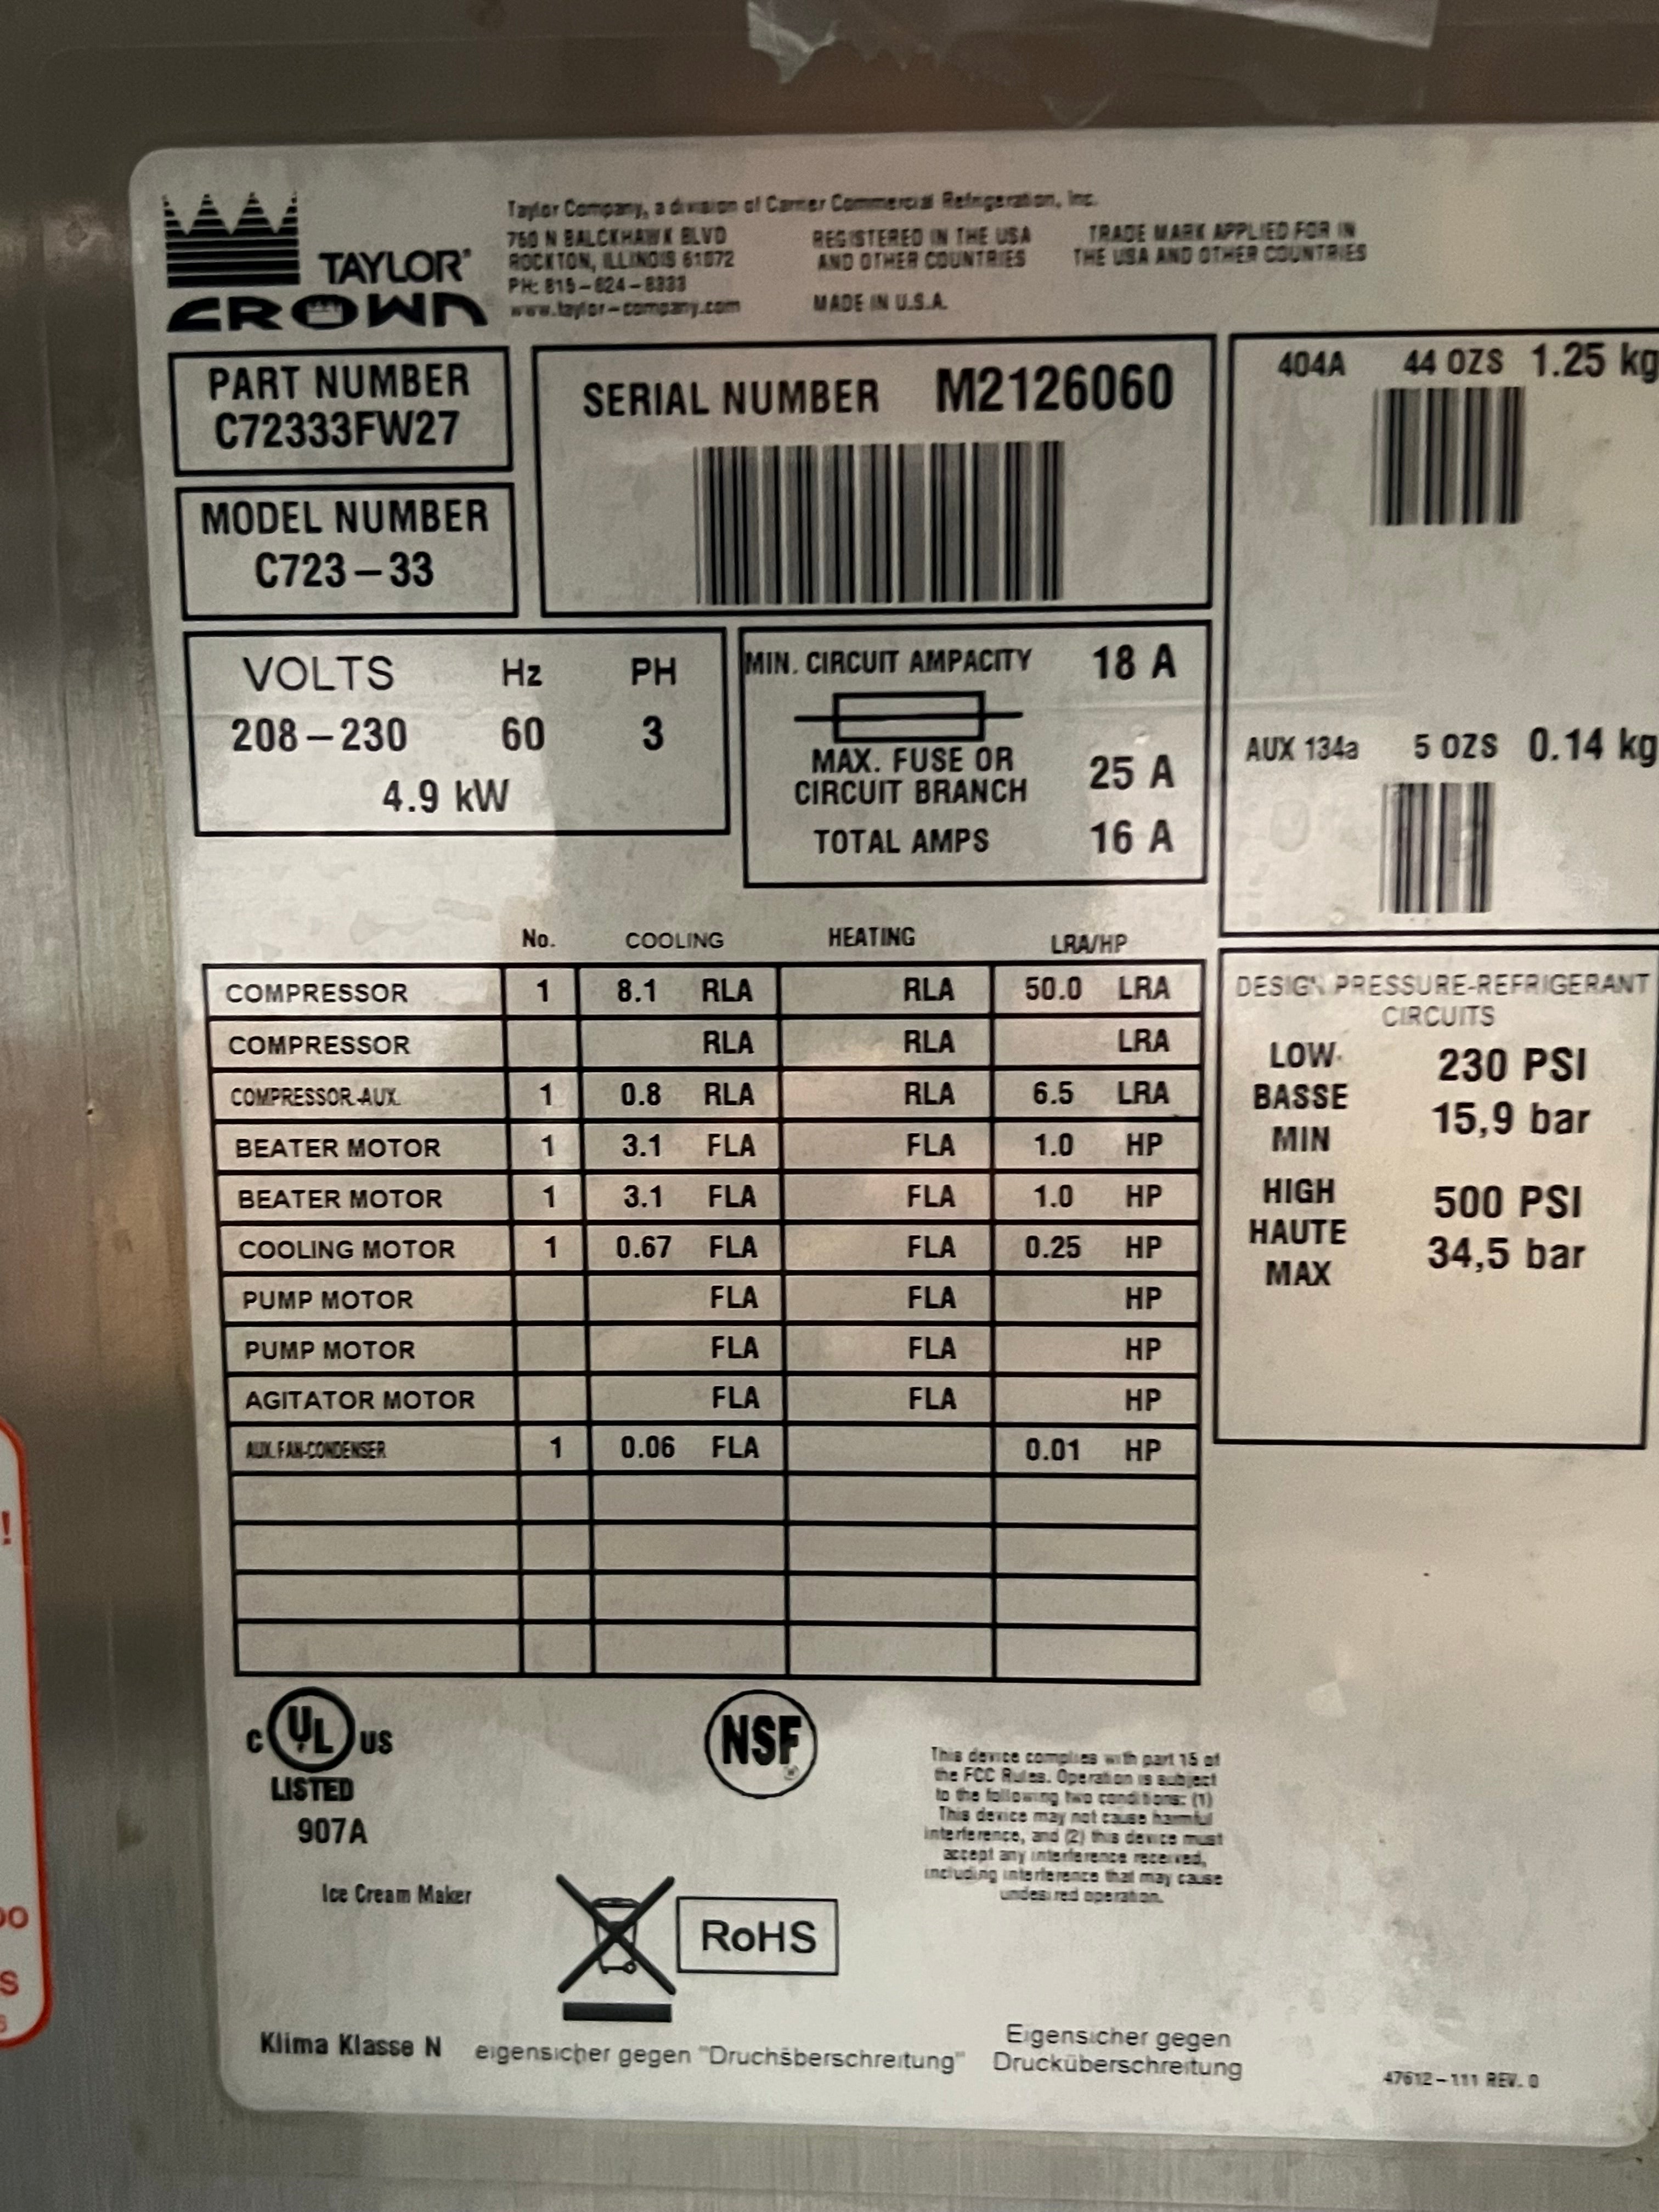 TAYLOR®
CROWN
Taylor Company, a division of Carrier Commercial Refrigeration, Inc.
750 N BALCKHAWK BLVD
ROCKTON, ILLINOIS 61072
PH: 815-624-8333
www.taylor-company.com
REGISTERED IN THE USA
AND OTHER COUNTRIES
MADE IN U.S.A.
TRADE MARK APPLIED FOR IN
THE USA AND OTHER COUNTRIES
PART NUMBER
C72333FW27
MODEL NUMBER
C723-33
SERIAL NUMBER M2126060
404A 44 OZS 1.25 kg
AUX 134a 5 OZS 0.14 kg
VOLTS Hz PH
208-230 60 3
4.9 kW
MIN. CIRCUIT AMPACITY 18 A
MAX. FUSE OR
CIRCUIT BRANCH 25 A
TOTAL AMPS 16 A
No. COOLING HEATING LRA/HP
COMPRESSOR 1 8.1 RLA RLA 50.0 LRA
COMPRESSOR RLA RLA LRA
COMPRESSOR-AUX. 1 0.8 RLA RLA 6.5 LRA
BEATER MOTOR 1 3.1 FLA FLA 1.0 HP
BEATER MOTOR 1 3.1 FLA FLA 1.0 HP
COOLING MOTOR 1 0.67 FLA FLA 0.25 HP
PUMP MOTOR FLA FLA HP
PUMP MOTOR FLA FLA HP
AGITATOR MOTOR FLA FLA HP
AUX. FAN-CONDENSER 1 0.06 FLA 0.01 HP
DESIGN PRESSURE-REFRIGERANT
CIRCUITS
LOW 230 PSI
BASSE 15,9 bar
MIN
HIGH 500 PSI
HAUTE 34,5 bar
MAX
C UL US
LISTED
907A
Ice Cream Maker
NSF
This device complies with part 15 of
the FCC Rules. Operation is subject
to the following two conditions: (1)
This device may not cause harmful
interference, and (2) this device must
accept any interference received,
including interference that may cause
undesired operation.
RoHS
Klima Klasse N
eigensicher gegen "Druchsberschreitung"
Eigensicher gegen
Drucküberschreitung
47612-111 REV. 0
!
S